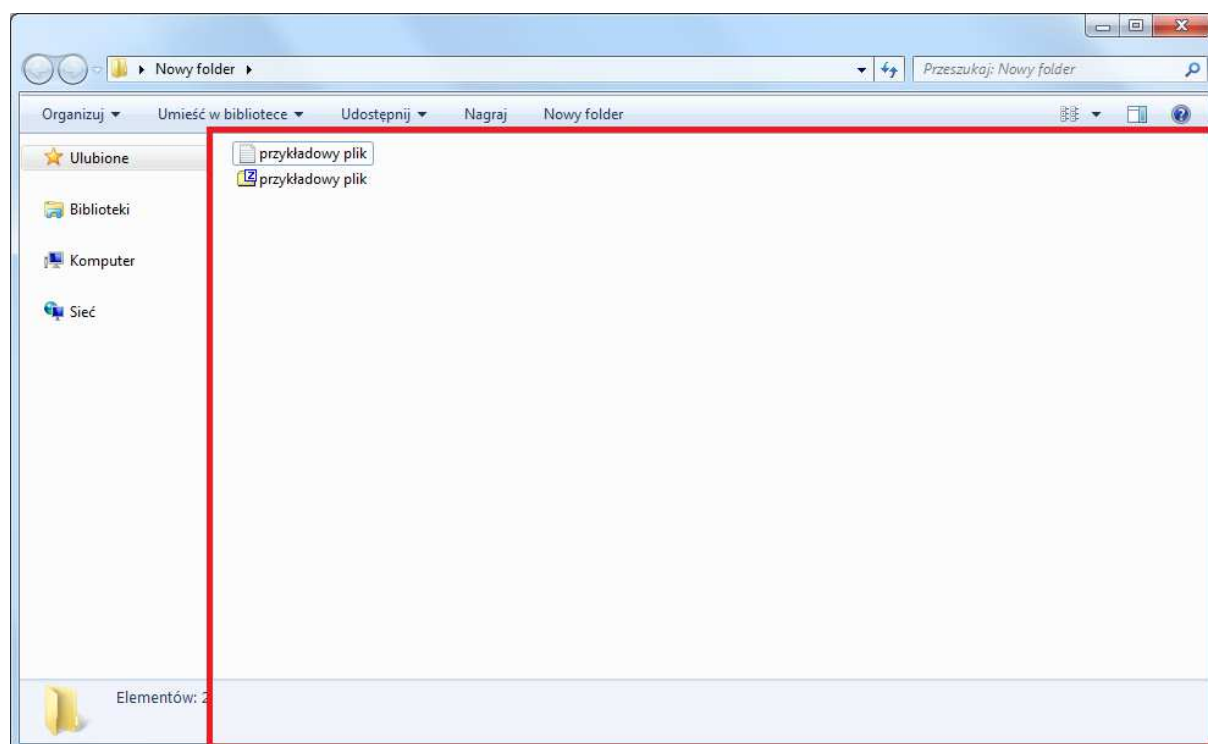 Nowy folder
Przeszukaj: Nowy folder
Organizuj Umieść w bibliotece Udostępnij Nagraj Nowy folder
Ulubione
Biblioteki
Komputer
Sieć
przykładowy plik
przykładowy plik
Elementów: 2